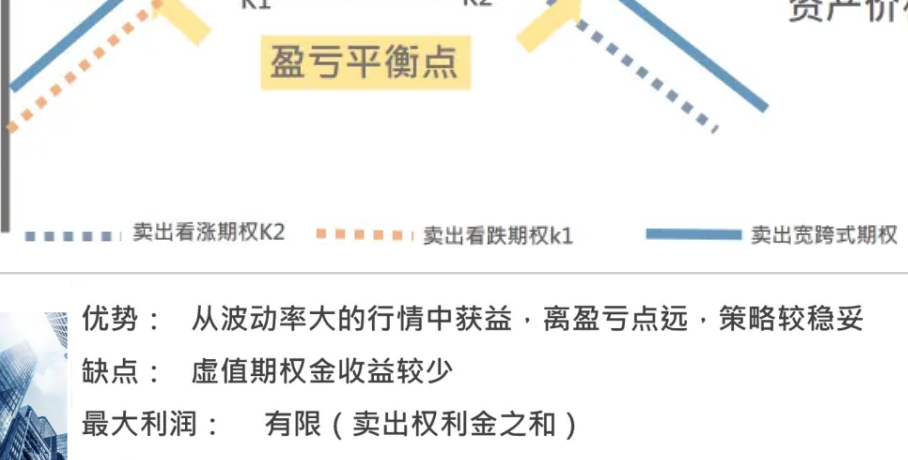 K1
K2
资产价
盈亏平衡点
卖出看涨期权K2
卖出看跌期权k1
卖出宽跨式期权
优势： 从波动率大的行情中获益，离盈亏点远，策略较稳妥
缺点： 虚值期权金收益较少
最大利润： 有限（卖出权利金之和）